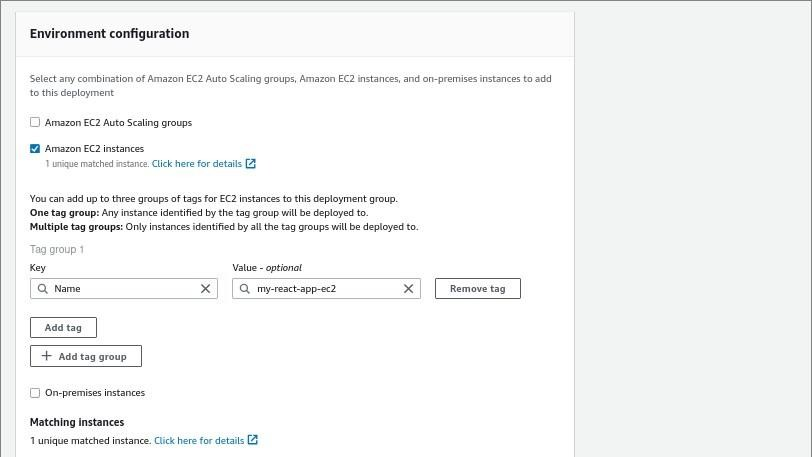 Environment configuration
Select any combination of Amazon EC2 Auto Scaling groups, Amazon EC2 instances, and on-premises instances to add
to this deployment
Amazon EC2 Auto Scaling groups
Amazon EC2 instances
1 unique matched instance. Click here for details
You can add up to three groups of tags for EC2 instances to this deployment group.
One tag group: Any instance identified by the tag group will be deployed to.
Multiple tag groups: Only instances identified by all the tag groups will be deployed to.
Tag group 1
Key Value - optional
Name my-react-app-ec2 Remove tag
Add tag
Add tag group
On-premises instances
Matching instances
1 unique matched instance. Click here for details